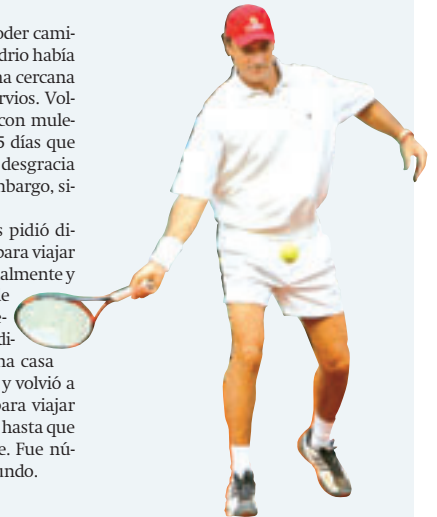 oder cami-
drio había
na cercana
rvios. Vol-
con mule-
5 días que
desgracia
mbargo, si-
s pidió di-
para viajar
almente y
e
e-
di-
na casa
y volvió a
para viajar
hasta que
e. Fue nú-
undo.